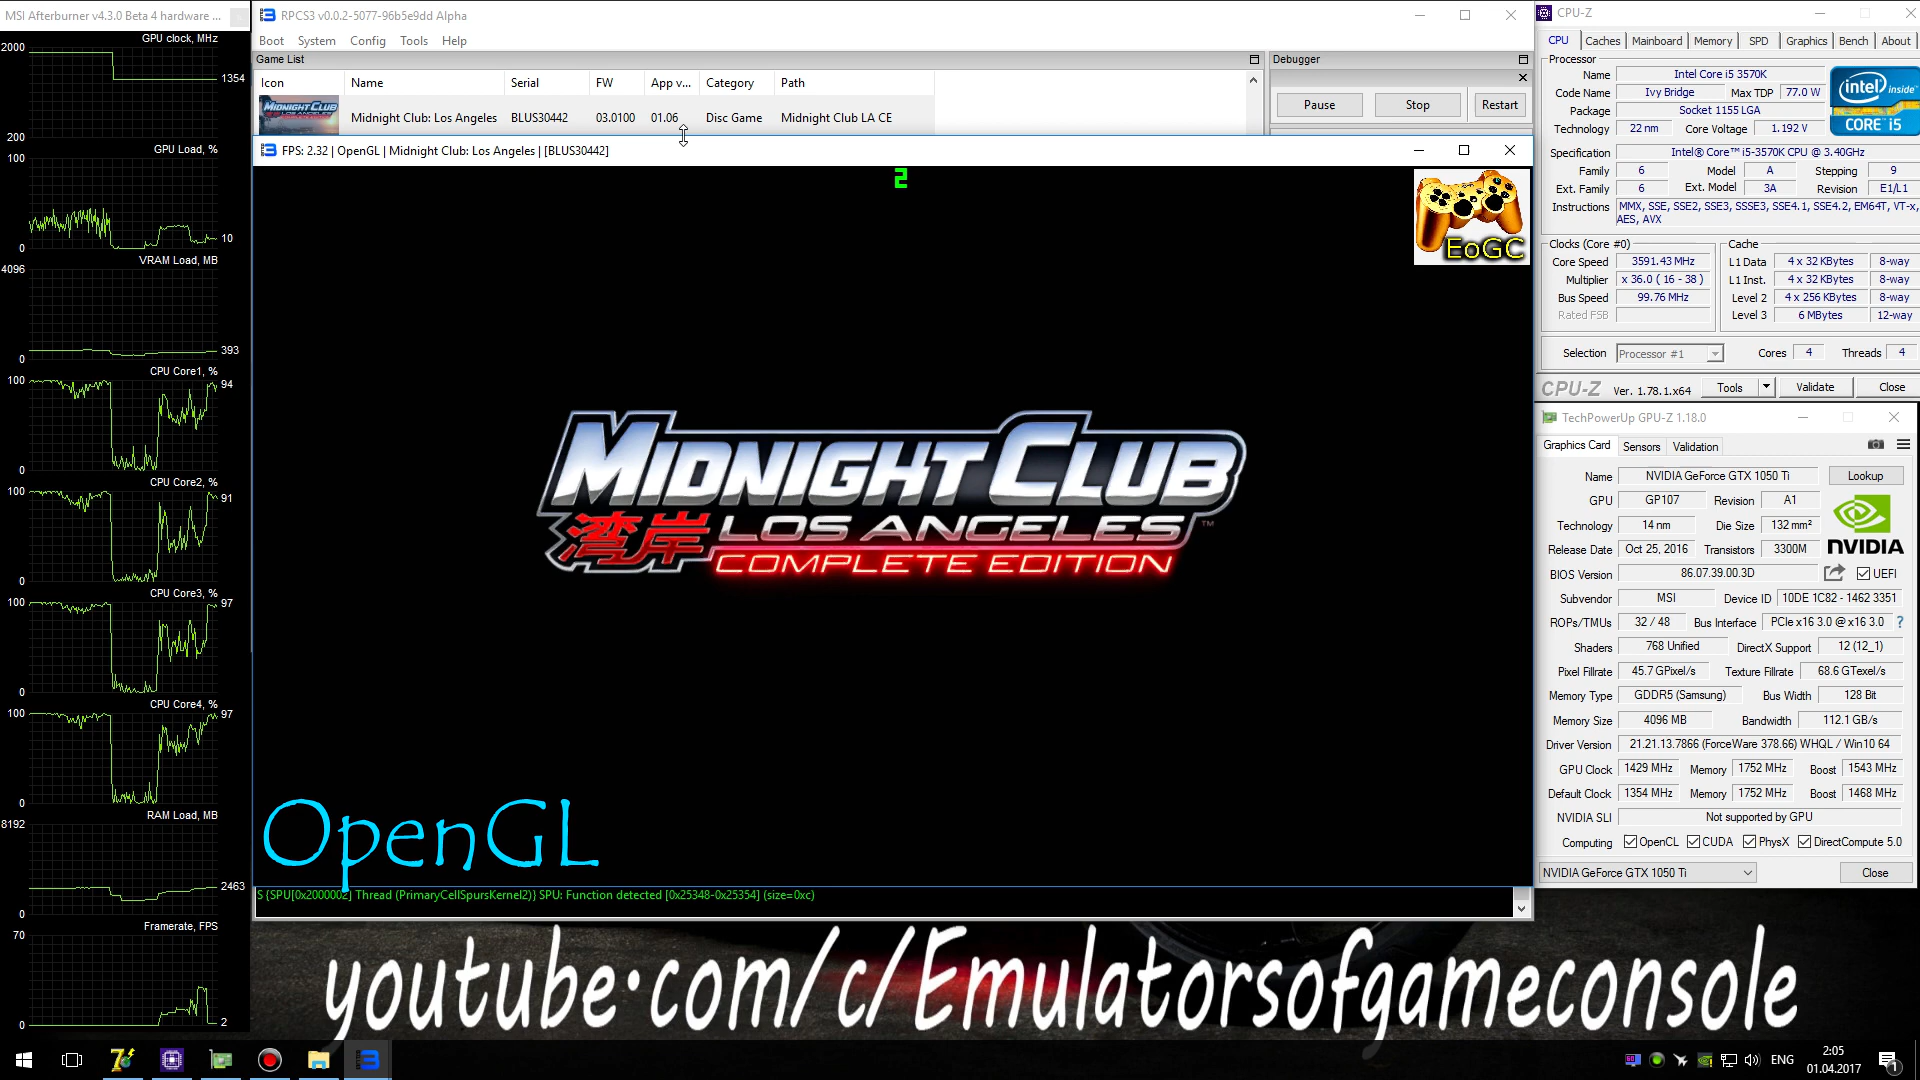 MSI Afterburner v4.3.0 Beta 4 hardware ...
GPU clock, MHz
2000
1354
200
GPU Load, %
100
10
0
VRAM Load, MB
4096
393
0
CPU Core1, %
100
94
0
CPU Core2, %
100
91
0
CPU Core3, %
100
97
0
CPU Core4, %
100
97
0
RAM Load, MB
8192
2463
0
Framerate, FPS
70
2
0
RPCS3 v0.0.2-5077-96b5e9dd Alpha
Boot System Config Tools Help
Game List
Icon Name Serial FW App v... Category Path
MIDNIGHT CLUB
Midnight Club: Los Angeles BLUS30442 03.0100 01.06 Disc Game Midnight Club LA CE
Debugger
Pause Stop Restart
FPS: 2.32 | OpenGL | Midnight Club: Los Angeles | [BLUS30442]
2
EoGC
MIDNIGHT CLUB
湾岸 LOS ANGELES™
COMPLETE EDITION
OpenGL
S {SPU[0x2000002] Thread (PrimaryCellSpursKernel2)} SPU: Function detected [0x25348-0x25354] (size=0xc)
youtube.com/c/Emulatorsofgameconsole
CPU-Z
CPU Caches Mainboard Memory SPD Graphics Bench About
Processor
Name Intel Core i5 3570K
Code Name Ivy Bridge Max TDP 77.0 W
Package Socket 1155 LGA
Technology 22 nm Core Voltage 1.192 V
intel inside™
CORE™ i5
Specification Intel® Core™ i5-3570K CPU @ 3.40GHz
Family 6 Model A Stepping 9
Ext. Family 6 Ext. Model 3A Revision E1/L1
Instructions MMX, SSE, SSE2, SSE3, SSSE3, SSE4.1, SSE4.2, EM64T, VT-x,
AES, AVX
Clocks (Core #0)
Core Speed 3591.43 MHz
Multiplier x 36.0 ( 16 - 38 )
Bus Speed 99.76 MHz
Rated FSB
Cache
L1 Data 4 x 32 KBytes 8-way
L1 Inst. 4 x 32 KBytes 8-way
Level 2 4 x 256 KBytes 8-way
Level 3 6 MBytes 12-way
Selection Processor #1 Cores 4 Threads 4
CPU-Z Ver. 1.78.1.x64 Tools Validate Close
TechPowerUp GPU-Z 1.18.0
Graphics Card Sensors Validation
Name NVIDIA GeForce GTX 1050 Ti Lookup
GPU GP107 Revision A1
Technology 14 nm Die Size 132 mm²
Release Date Oct 25, 2016 Transistors 3300M
NVIDIA
BIOS Version 86.07.39.00.3D UEFI
Subvendor MSI Device ID 10DE 1C82 - 1462 3351
ROPs/TMUs 32 / 48 Bus Interface PCIe x16 3.0 @ x16 3.0 ?
Shaders 768 Unified DirectX Support 12 (12_1)
Pixel Fillrate 45.7 GPixel/s Texture Fillrate 68.6 GTexel/s
Memory Type GDDR5 (Samsung) Bus Width 128 Bit
Memory Size 4096 MB Bandwidth 112.1 GB/s
Driver Version 21.21.13.7866 (ForceWare 378.66) WHQL / Win10 64
GPU Clock 1429 MHz Memory 1752 MHz Boost 1543 MHz
Default Clock 1354 MHz Memory 1752 MHz Boost 1468 MHz
NVIDIA SLI Not supported by GPU
Computing OpenCL CUDA PhysX DirectCompute 5.0
NVIDIA GeForce GTX 1050 Ti Close
ENG
2:05
01.04.2017
1